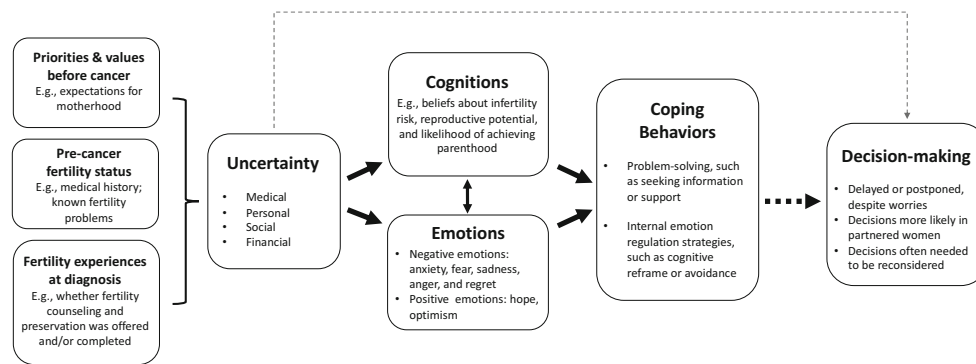 Priorities & values
before cancer
E.g., expectations for
motherhood
Pre-cancer
fertility status
E.g., medical history;
known fertility
problems
Fertility experiences
at diagnosis
E.g., whether fertility
counseling and
preservation was offered
and/or completed
Uncertainty
• Medical
• Personal
• Social
• Financial
Cognitions
E.g., beliefs about infertility
risk, reproductive potential,
and likelihood of achieving
parenthood
Emotions
• Negative emotions:
anxiety, fear, sadness,
anger, and regret
• Positive emotions: hope,
optimism
Coping
Behaviors
• Problem-solving, such
as seeking information
or support
• Internal emotion
regulation strategies,
such as cognitive
reframe or avoidance
Decision-making
• Delayed or postponed,
despite worries
• Decisions more likely in
partnered women
• Decisions often needed
to be reconsidered